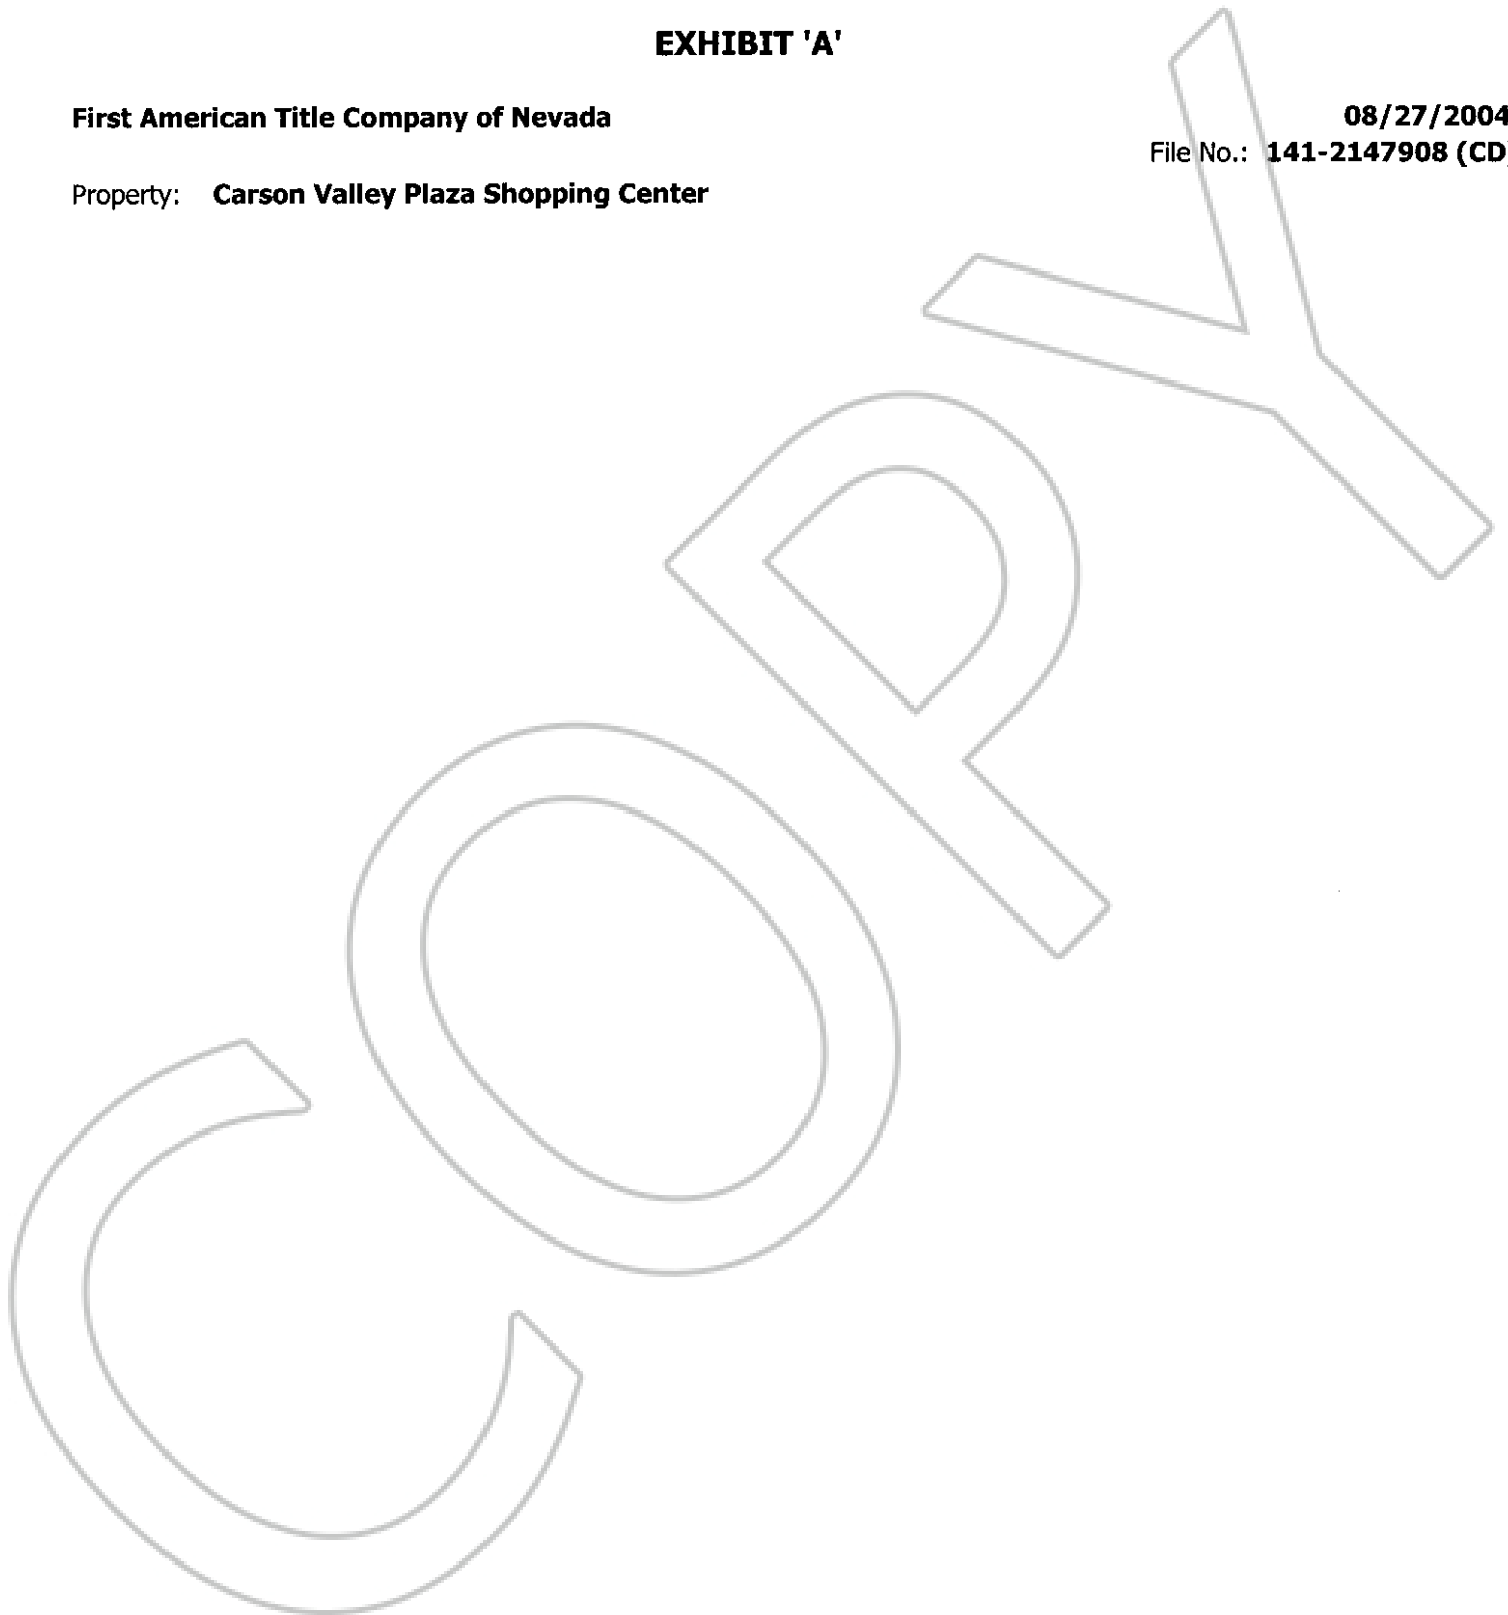 EXHIBIT 'A'
First American Title Company of Nevada
08/27/2004
File No.: 141-2147908 (CD
Property: Carson Valley Plaza Shopping Center
COPY